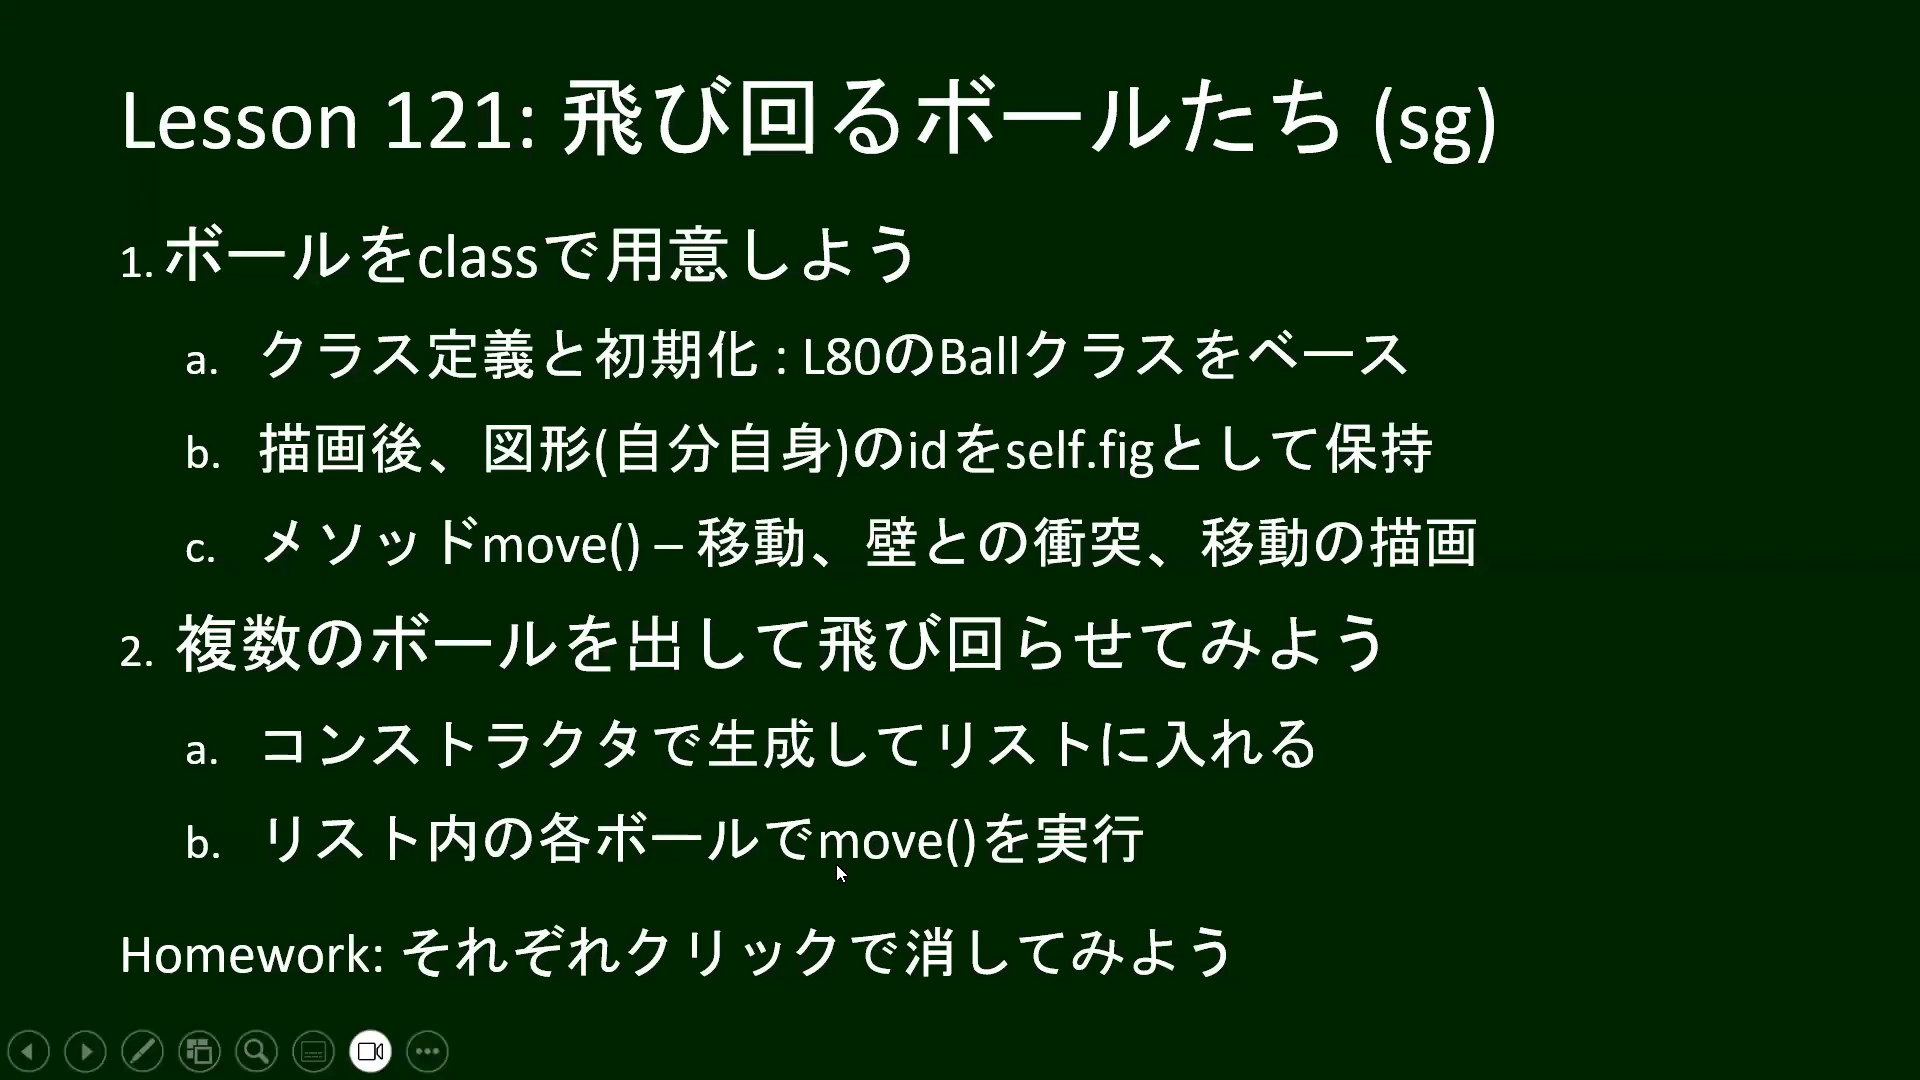 Lesson 121: 飛び回るボールたち (sg)
1. ボールをclassで用意しよう
a. クラス定義と初期化 : L80のBallクラスをベース
b. 描画後、図形(自分自身)のidをself.figとして保持
c. メソッドmove() – 移動、壁との衝突、移動の描画
2. 複数のボールを出して飛び回らせてみよう
a. コンストラクタで生成してリストに入れる
b. リスト内の各ボールでmove()を実行
Homework: それぞれクリックで消してみよう